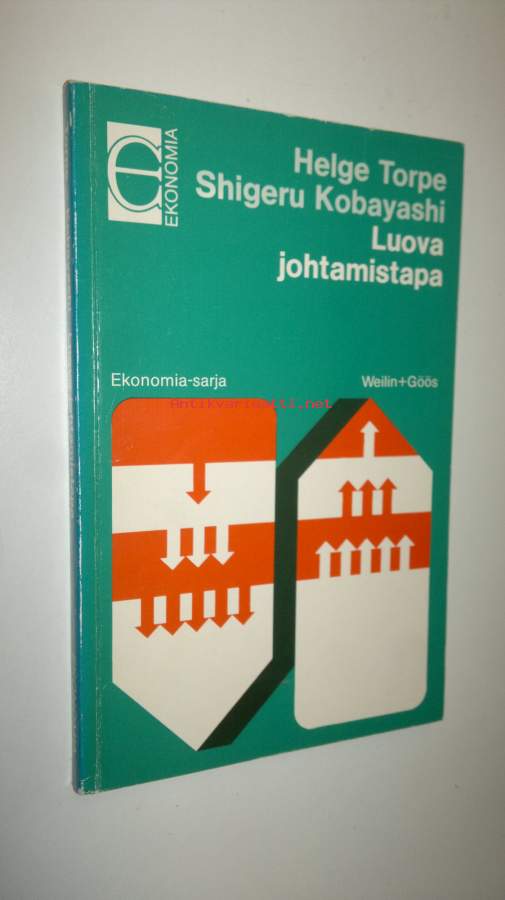 EKONOMIA
Helge Torpe
Shigeru Kobayashi
Luova
johtamistapa
Ekonomia-sarja
Weilin+Göös
Antikvariaatti.net